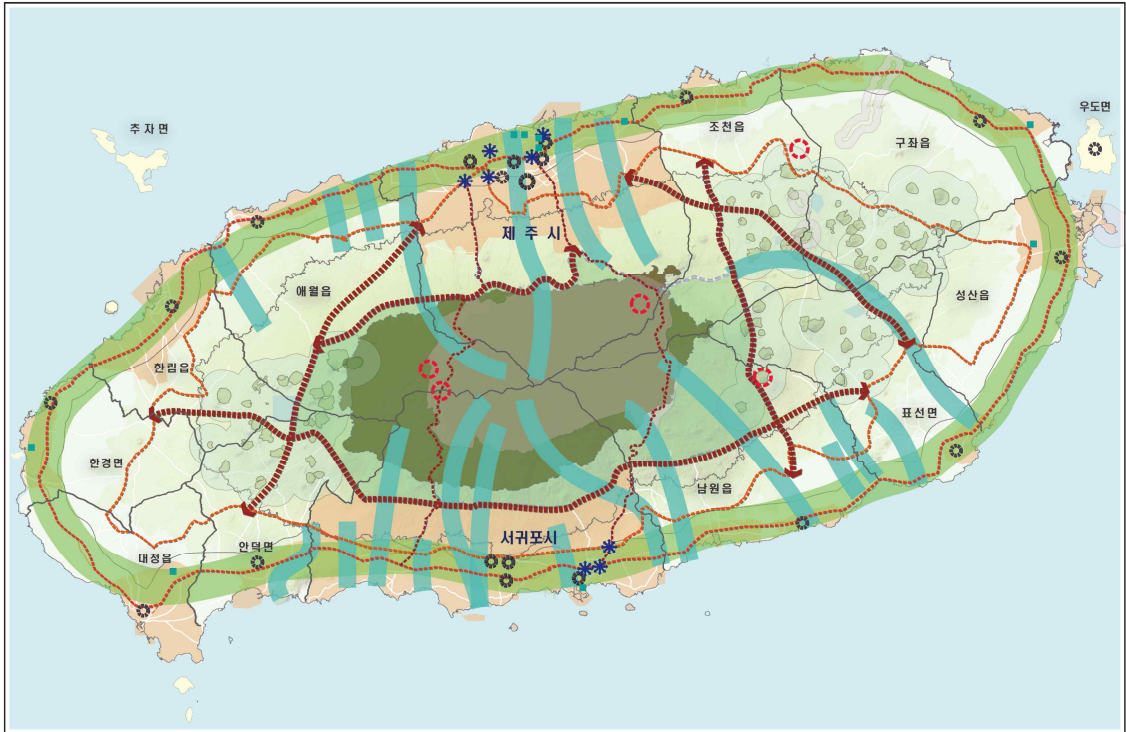 추자면
우도면
조천읍
구좌읍
제주시
애월읍
성산읍
한림읍
표선면
한경면
남원읍
서귀포시
안덕면
대정읍